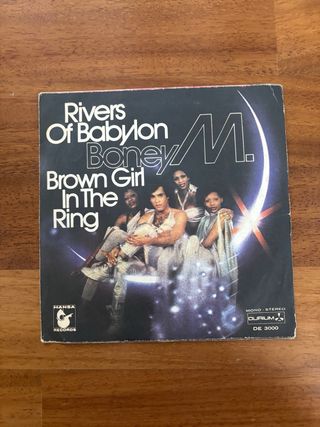 Rivers
Of Babylon
Boney M.
Brown Girl
In The
Ring
HANSA
RECORDS
MONO-STEREO
DURIUM
DE 3000